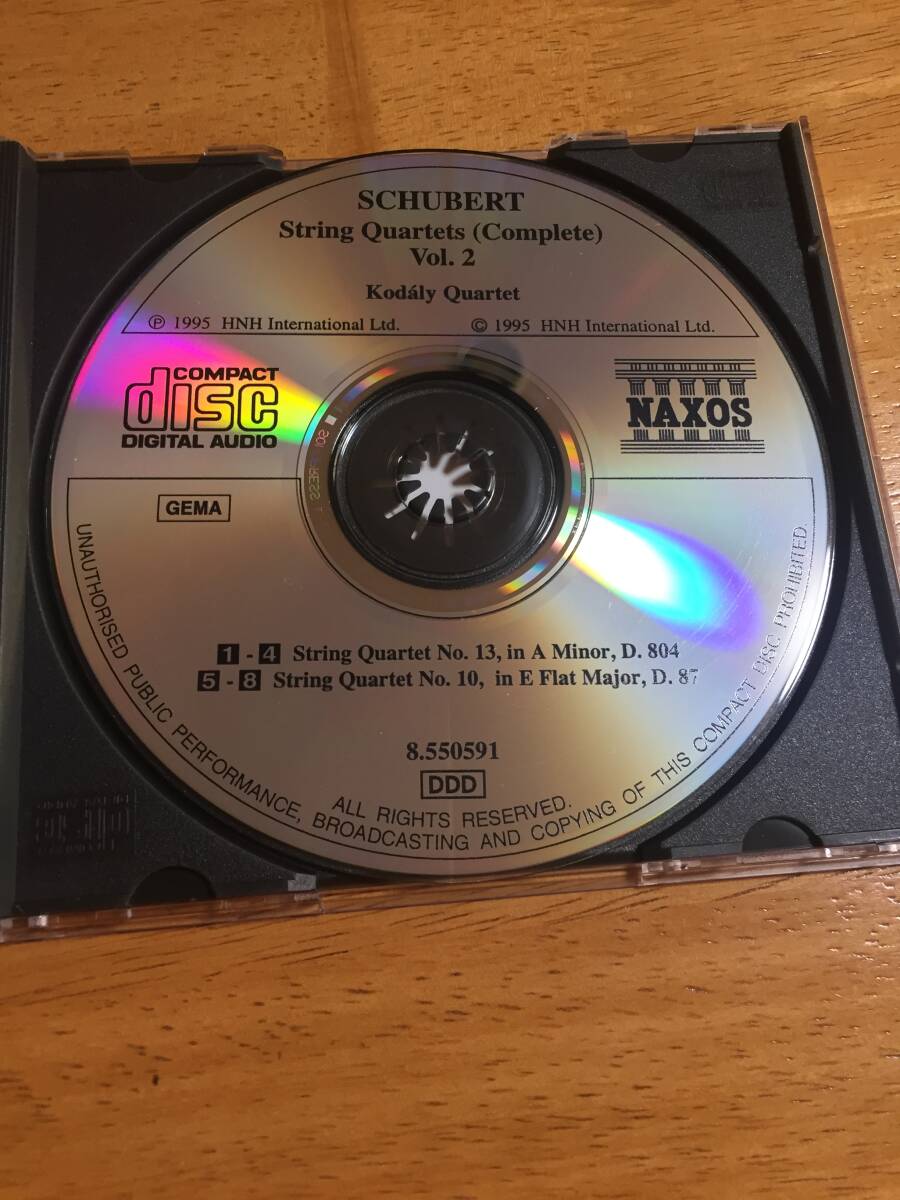 SCHUBERT
String Quartets (Complete)
Vol. 2
Kodály Quartet
℗ 1995 HNH International Ltd. © 1995 HNH International Ltd.
COMPACT
disc
DIGITAL AUDIO
NAXOS
GEMA
1 - 4 String Quartet No. 13, in A Minor, D. 804
5 - 8 String Quartet No. 10, in E Flat Major, D. 87
8.550591
DDD
ALL RIGHTS RESERVED.
UNAUTHORISED PUBLIC PERFORMANCE, BROADCASTING AND COPYING OF THIS COMPACT DISC PROHIBITED.